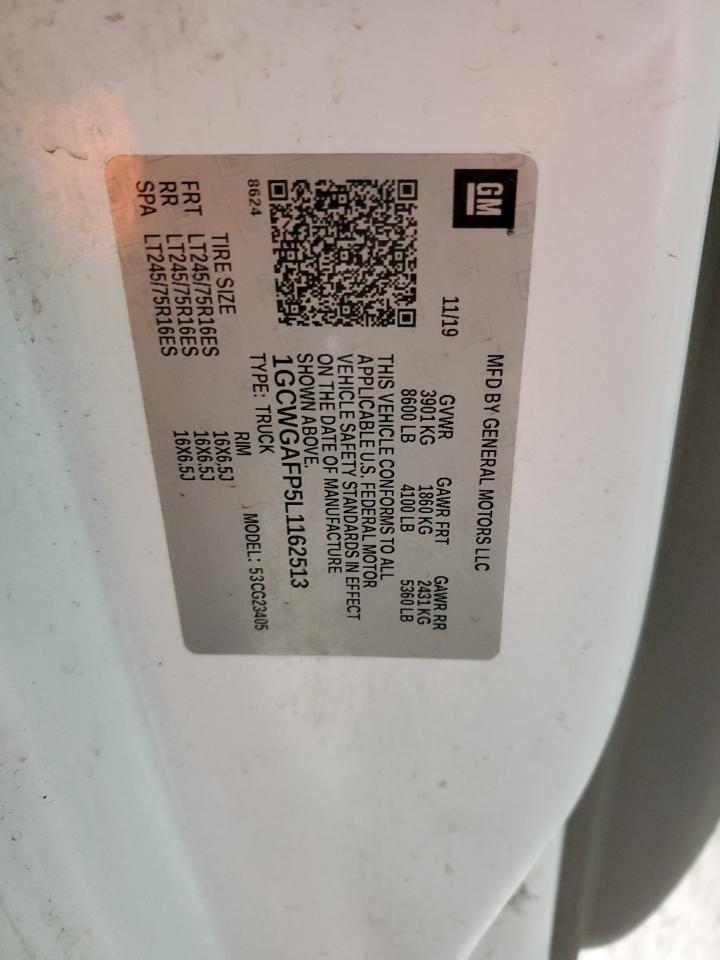 GM
MFD BY GENERAL MOTORS LLC
11/19
GVWR GAWR FRT GAWR RR
3901 KG 1860 KG 2431 KG
8600 LB 4100 LB 5360 LB
THIS VEHICLE CONFORMS TO ALL
APPLICABLE U.S. FEDERAL MOTOR
VEHICLE SAFETY STANDARDS IN EFFECT
ON THE DATE OF MANUFACTURE
SHOWN ABOVE.
1GCWGAFP5L1162513
8624
TYPE: TRUCK MODEL: 53CG23405
TIRE SIZE RIM
FRT LT245/75R16ES 16X6.5J
RR LT245/75R16ES 16X6.5J
SPA LT245/75R16ES 16X6.5J